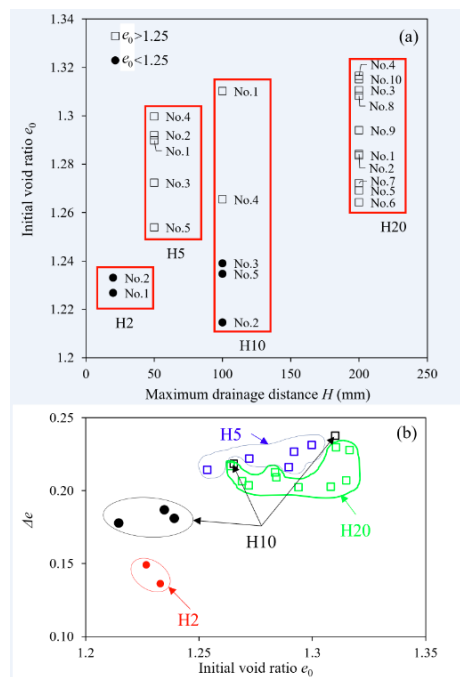 (a)
e₀>1.25
e₀<1.25
1.34
1.32
1.3
1.28
1.26
1.24
1.22
1.2
Initial void ratio e₀
No.4
No.2
No.1
No.3
No.5
H5
No.2
No.1
H2
No.1
No.4
No.3
No.5
No.2
H10
No.4
No.10
No.3
No.8
No.9
No.1
No.2
No.7
No.5
No.6
H20
0
50
100
150
200
250
Maximum drainage distance H (mm)
(b)
0.25
0.20
0.15
0.10
Δe
H5
H10
H20
H2
1.2
1.25
1.3
1.35
Initial void ratio e₀